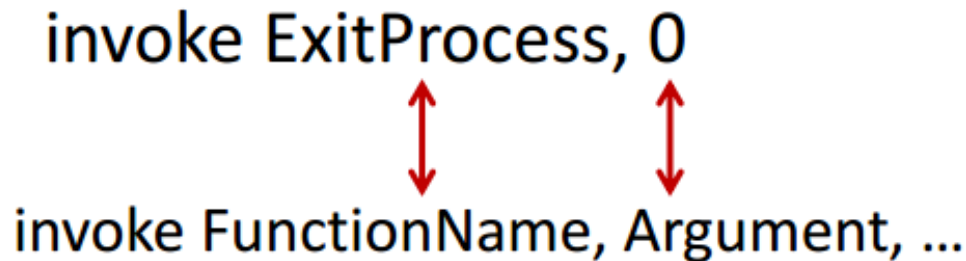 invoke ExitProcess, 0
invoke FunctionName, Argument, ...